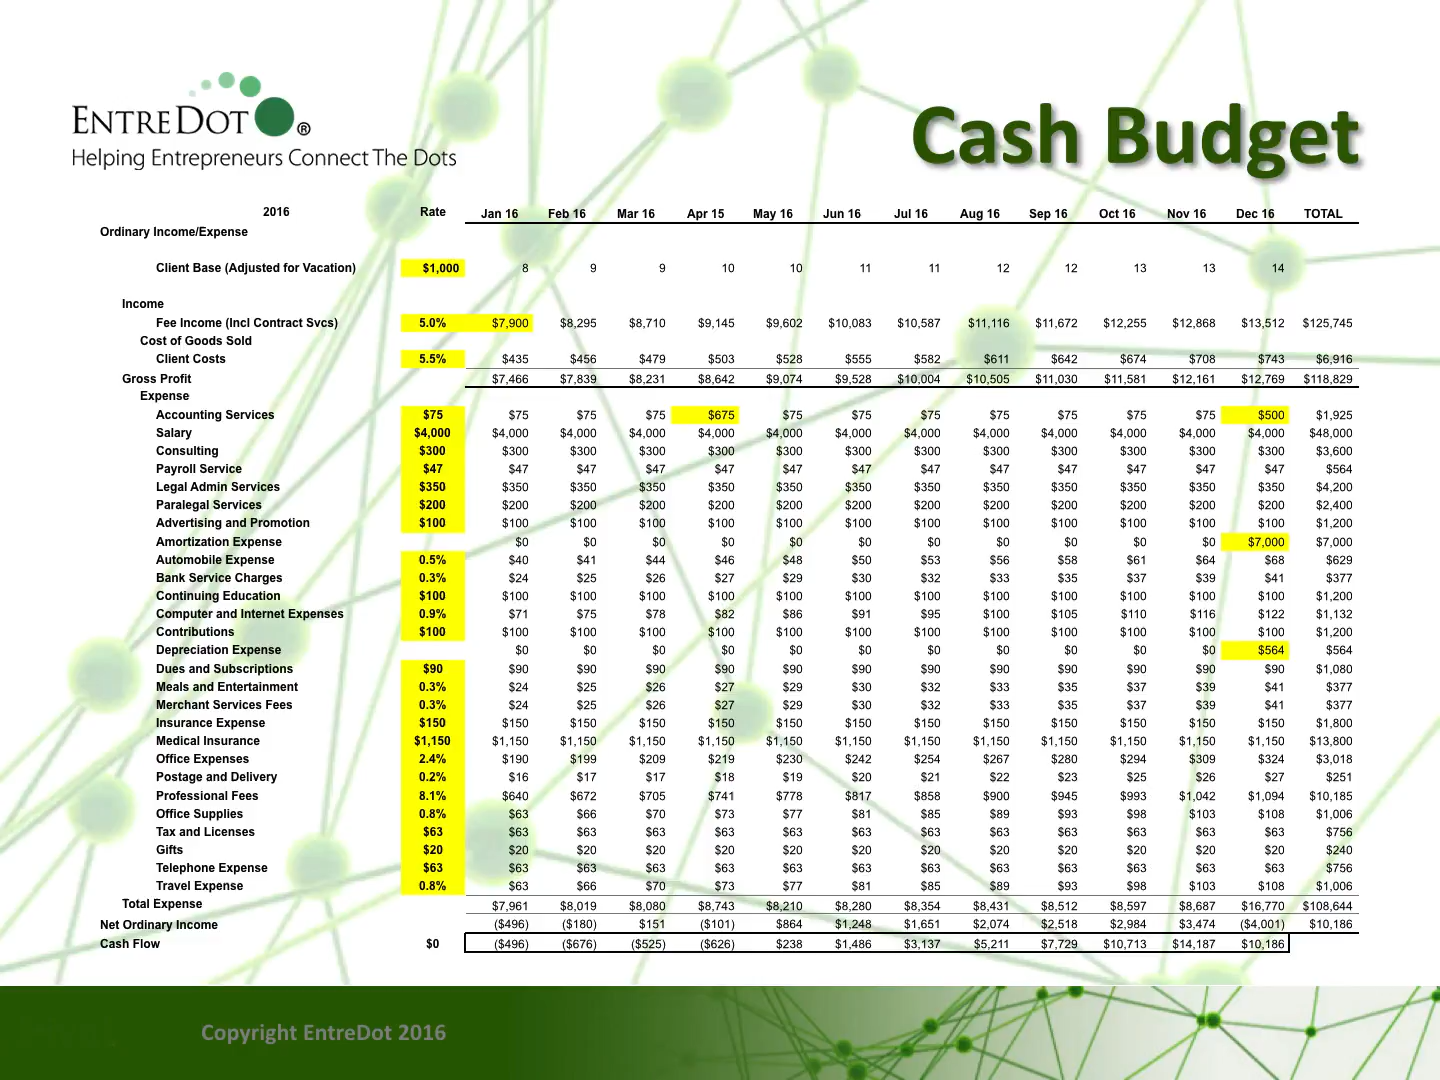 ENTREDOT ®
Helping Entrepreneurs Connect The Dots
Cash Budget
2016 Rate Jan 16 Feb 16 Mar 16 Apr 15 May 16 Jun 16 Jul 16 Aug 16 Sep 16 Oct 16 Nov 16 Dec 16 TOTAL
Ordinary Income/Expense
Client Base (Adjusted for Vacation) $1,000 8 9 9 10 10 11 11 12 12 13 13 14
Income
Fee Income (Incl Contract Svcs) 5.0% $7,900 $8,295 $8,710 $9,145 $9,602 $10,083 $10,587 $11,116 $11,672 $12,255 $12,868 $13,512 $125,745
Cost of Goods Sold
Client Costs 5.5% $435 $456 $479 $503 $528 $555 $582 $611 $642 $674 $708 $743 $6,916
Gross Profit $7,466 $7,839 $8,231 $8,642 $9,074 $9,528 $10,004 $10,505 $11,030 $11,581 $12,161 $12,769 $118,829
Expense
Accounting Services $75 $75 $75 $75 $675 $75 $75 $75 $75 $75 $75 $75 $500 $1,925
Salary $4,000 $4,000 $4,000 $4,000 $4,000 $4,000 $4,000 $4,000 $4,000 $4,000 $4,000 $4,000 $4,000 $48,000
Consulting $300 $300 $300 $300 $300 $300 $300 $300 $300 $300 $300 $300 $300 $3,600
Payroll Service $47 $47 $47 $47 $47 $47 $47 $47 $47 $47 $47 $47 $47 $564
Legal Admin Services $350 $350 $350 $350 $350 $350 $350 $350 $350 $350 $350 $350 $350 $4,200
Paralegal Services $200 $200 $200 $200 $200 $200 $200 $200 $200 $200 $200 $200 $200 $2,400
Advertising and Promotion $100 $100 $100 $100 $100 $100 $100 $100 $100 $100 $100 $100 $100 $1,200
Amortization Expense $0 $0 $0 $0 $0 $0 $0 $0 $0 $0 $0 $7,000 $7,000
Automobile Expense 0.5% $40 $41 $44 $46 $48 $50 $53 $56 $58 $61 $64 $68 $629
Bank Service Charges 0.3% $24 $25 $26 $27 $29 $30 $32 $33 $35 $37 $39 $41 $377
Continuing Education $100 $100 $100 $100 $100 $100 $100 $100 $100 $100 $100 $100 $100 $1,200
Computer and Internet Expenses 0.9% $71 $75 $78 $82 $86 $91 $95 $100 $105 $110 $116 $122 $1,132
Contributions $100 $100 $100 $100 $100 $100 $100 $100 $100 $100 $100 $100 $100 $1,200
Depreciation Expense $0 $0 $0 $0 $0 $0 $0 $0 $0 $0 $0 $564 $564
Dues and Subscriptions $90 $90 $90 $90 $90 $90 $90 $90 $90 $90 $90 $90 $90 $1,080
Meals and Entertainment 0.3% $24 $25 $26 $27 $29 $30 $32 $33 $35 $37 $39 $41 $377
Merchant Services Fees 0.3% $24 $25 $26 $27 $29 $30 $32 $33 $35 $37 $39 $41 $377
Insurance Expense $150 $150 $150 $150 $150 $150 $150 $150 $150 $150 $150 $150 $150 $1,800
Medical Insurance $1,150 $1,150 $1,150 $1,150 $1,150 $1,150 $1,150 $1,150 $1,150 $1,150 $1,150 $1,150 $1,150 $13,800
Office Expenses 2.4% $190 $199 $209 $219 $230 $242 $254 $267 $280 $294 $309 $324 $3,018
Postage and Delivery 0.2% $16 $17 $17 $18 $19 $20 $21 $22 $23 $25 $26 $27 $251
Professional Fees 8.1% $640 $672 $705 $741 $778 $817 $858 $900 $945 $993 $1,042 $1,094 $10,185
Office Supplies 0.8% $63 $66 $70 $73 $77 $81 $85 $89 $93 $98 $103 $108 $1,006
Tax and Licenses $63 $63 $63 $63 $63 $63 $63 $63 $63 $63 $63 $63 $63 $756
Gifts $20 $20 $20 $20 $20 $20 $20 $20 $20 $20 $20 $20 $20 $240
Telephone Expense $63 $63 $63 $63 $63 $63 $63 $63 $63 $63 $63 $63 $63 $756
Travel Expense 0.8% $63 $66 $70 $73 $77 $81 $85 $89 $93 $98 $103 $108 $1,006
Total Expense $7,961 $8,019 $8,080 $8,743 $8,210 $8,280 $8,354 $8,431 $8,512 $8,597 $8,687 $16,770 $108,644
Net Ordinary Income ($496) ($180) $151 ($101) $864 $1,248 $1,651 $2,074 $2,518 $2,984 $3,474 ($4,001) $10,186
Cash Flow $0 ($496) ($676) ($525) ($626) $238 $1,486 $3,137 $5,211 $7,729 $10,713 $14,187 $10,186
Copyright EntreDot 2016